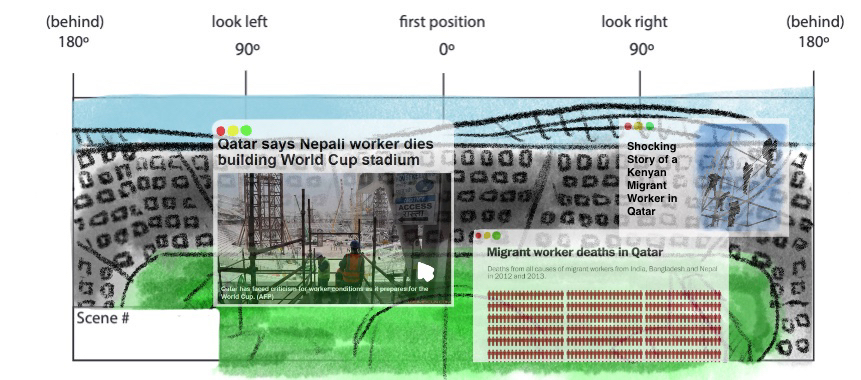 (behind)
180º
look left
90º
first position
0º
look right
90º
(behind)
180º
Qatar says Nepali worker dies
building World Cup stadium
ACCESS
Qatar has faced criticism for worker conditions as it prepares for the
World Cup. (AFP)
Shocking
Story of a
Kenyan
Migrant
Worker in
Qatar
Migrant worker deaths in Qatar
Deaths from all causes of migrant workers from India, Bangladesh and Nepal
in 2012 and 2013.
Scene #